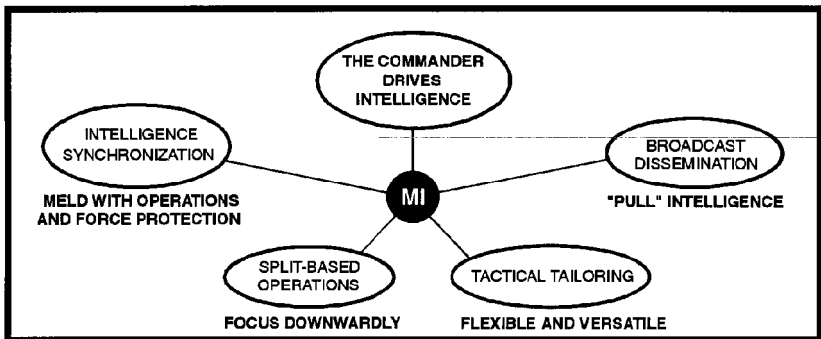 THE COMMANDER
DRIVES
INTELLIGENCE
INTELLIGENCE
SYNCHRONIZATION
MELD WITH OPERATIONS
AND FORCE PROTECTION
BROADCAST
DISSEMINATION
"PULL" INTELLIGENCE
MI
SPLIT-BASED
OPERATIONS
FOCUS DOWNWARDLY
TACTICAL TAILORING
FLEXIBLE AND VERSATILE